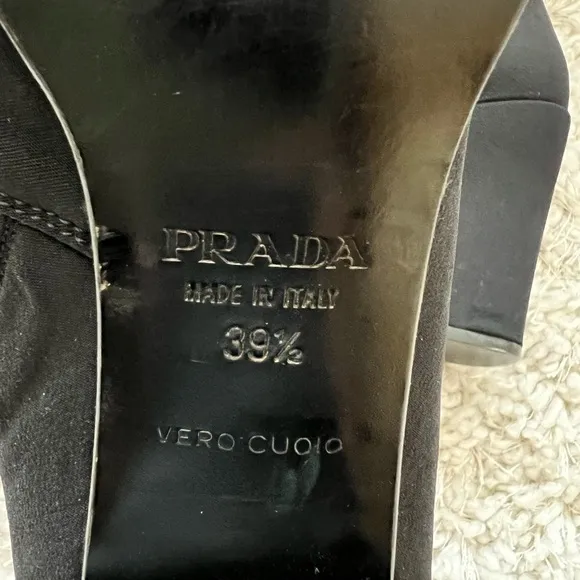 PRADA
MADE IN ITALY
39½
VERO CUOIO